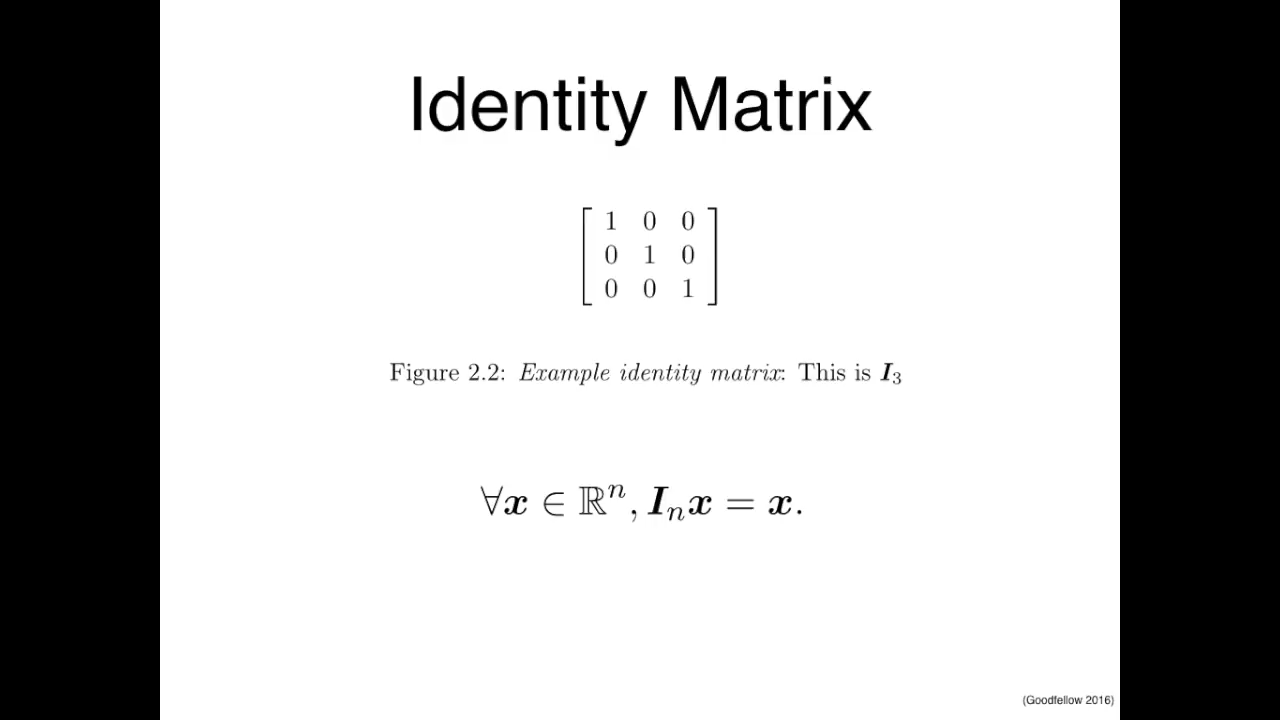 Identity Matrix
1 0 0
0 1 0
0 0 1
Figure 2.2: Example identity matrix: This is I₃
∀x ∈ ℝⁿ, Iₙx = x.
(Goodfellow 2016)